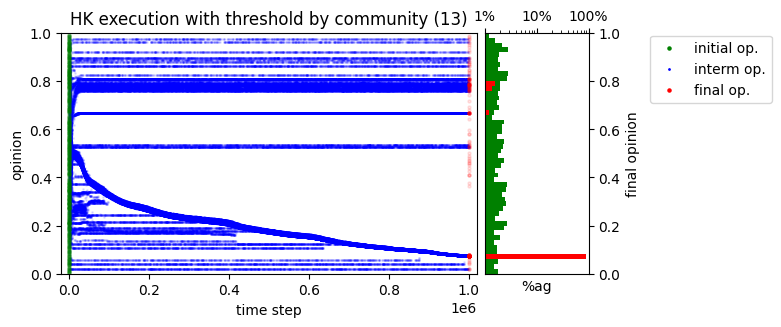 HK execution with threshold by community (13)
1% 10% 100%
1.0 1.0
0.8 0.8
0.6 0.6
0.4 0.4
0.2 0.2
0.0 0.0
opinion
final opinion
0.0 0.2 0.4 0.6 0.8 1.0
1e6
time step
%ag
initial op.
interm op.
final op.